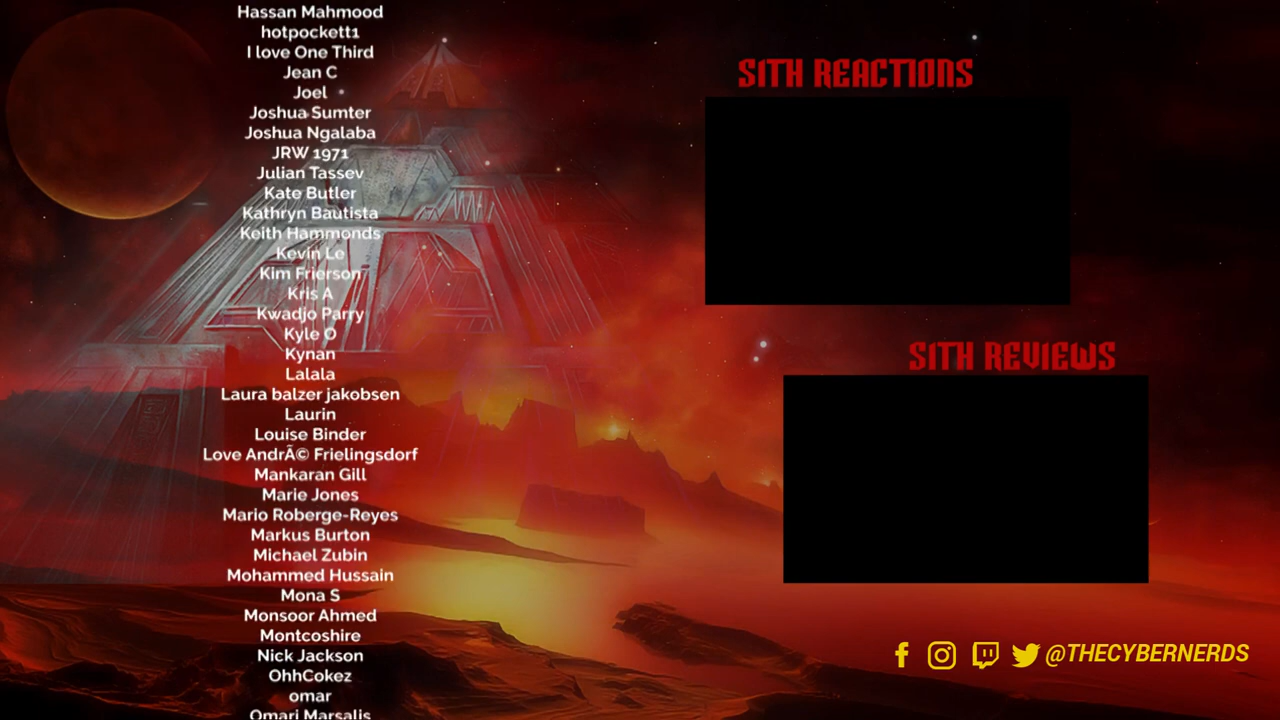 Hassan Mahmood
hotpockett1
I love One Third
Jean C
Joel
Joshua Sumter
Joshua Ngalaba
JRW 1971
Julian Tassev
Kate Butler
Kathryn Bautista
Keith Hammonds
Kevin Le
Kim Frierson
Kris A
Kwadjo Parry
Kyle O
Kynan
Lalala
Laura balzer jakobsen
Laurin
Louise Binder
Love AndrÃ© Frielingsdorf
Mankaran Gill
Marie Jones
Mario Roberge-Reyes
Markus Burton
Michael Zubin
Mohammed Hussain
Mona S
Monsoor Ahmed
Montcoshire
Nick Jackson
OhhCokez
omar
Omari Marsalis
SITH REACTIONS
SITH REVIEWS
@THECYBERNERDS